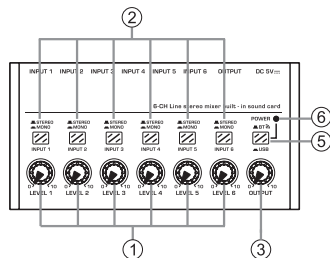 ②
INPUT 1 INPUT 2 INPUT 3 INPUT 4 INPUT 5 INPUT 6 OUTPUT DC 5V⎓
6-CH Line stereo mixer built - in sound card
STEREO STEREO STEREO STEREO STEREO STEREO POWER ⑥
MONO MONO MONO MONO MONO MONO BT
INPUT 1 INPUT 2 INPUT 3 INPUT 4 INPUT 5 INPUT 6 USB ⑤
0 10 0 10 0 10 0 10 0 10 0 10 0 10
LEVEL 1 LEVEL 2 LEVEL 3 LEVEL 4 LEVEL 5 LEVEL 6 OUTPUT
① ③